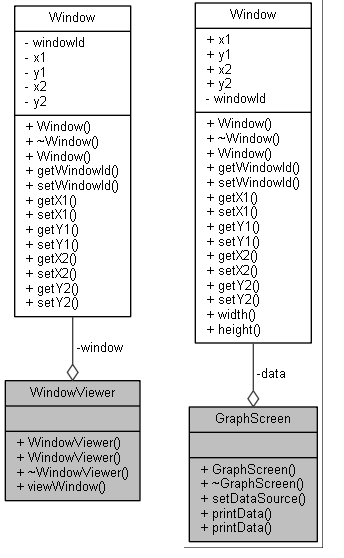 Window
- windowId
- x1
- y1
- x2
- y2
+ Window()
+ ~Window()
+ Window()
+ getWindowId()
+ setWindowId()
+ getX1()
+ setX1()
+ getY1()
+ setY1()
+ getX2()
+ setX2()
+ getY2()
+ setY2()
-window
WindowViewer
+ WindowViewer()
+ WindowViewer()
+ ~WindowViewer()
+ viewWindow()
Window
+ x1
+ y1
+ x2
+ y2
- windowId
+ Window()
+ ~Window()
+ Window()
+ getWindowId()
+ setWindowId()
+ getX1()
+ setX1()
+ getY1()
+ setY1()
+ getX2()
+ setX2()
+ getY2()
+ setY2()
+ width()
+ height()
-data
GraphScreen
+ GraphScreen()
+ ~GraphScreen()
+ setDataSource()
+ printData()
+ printData()